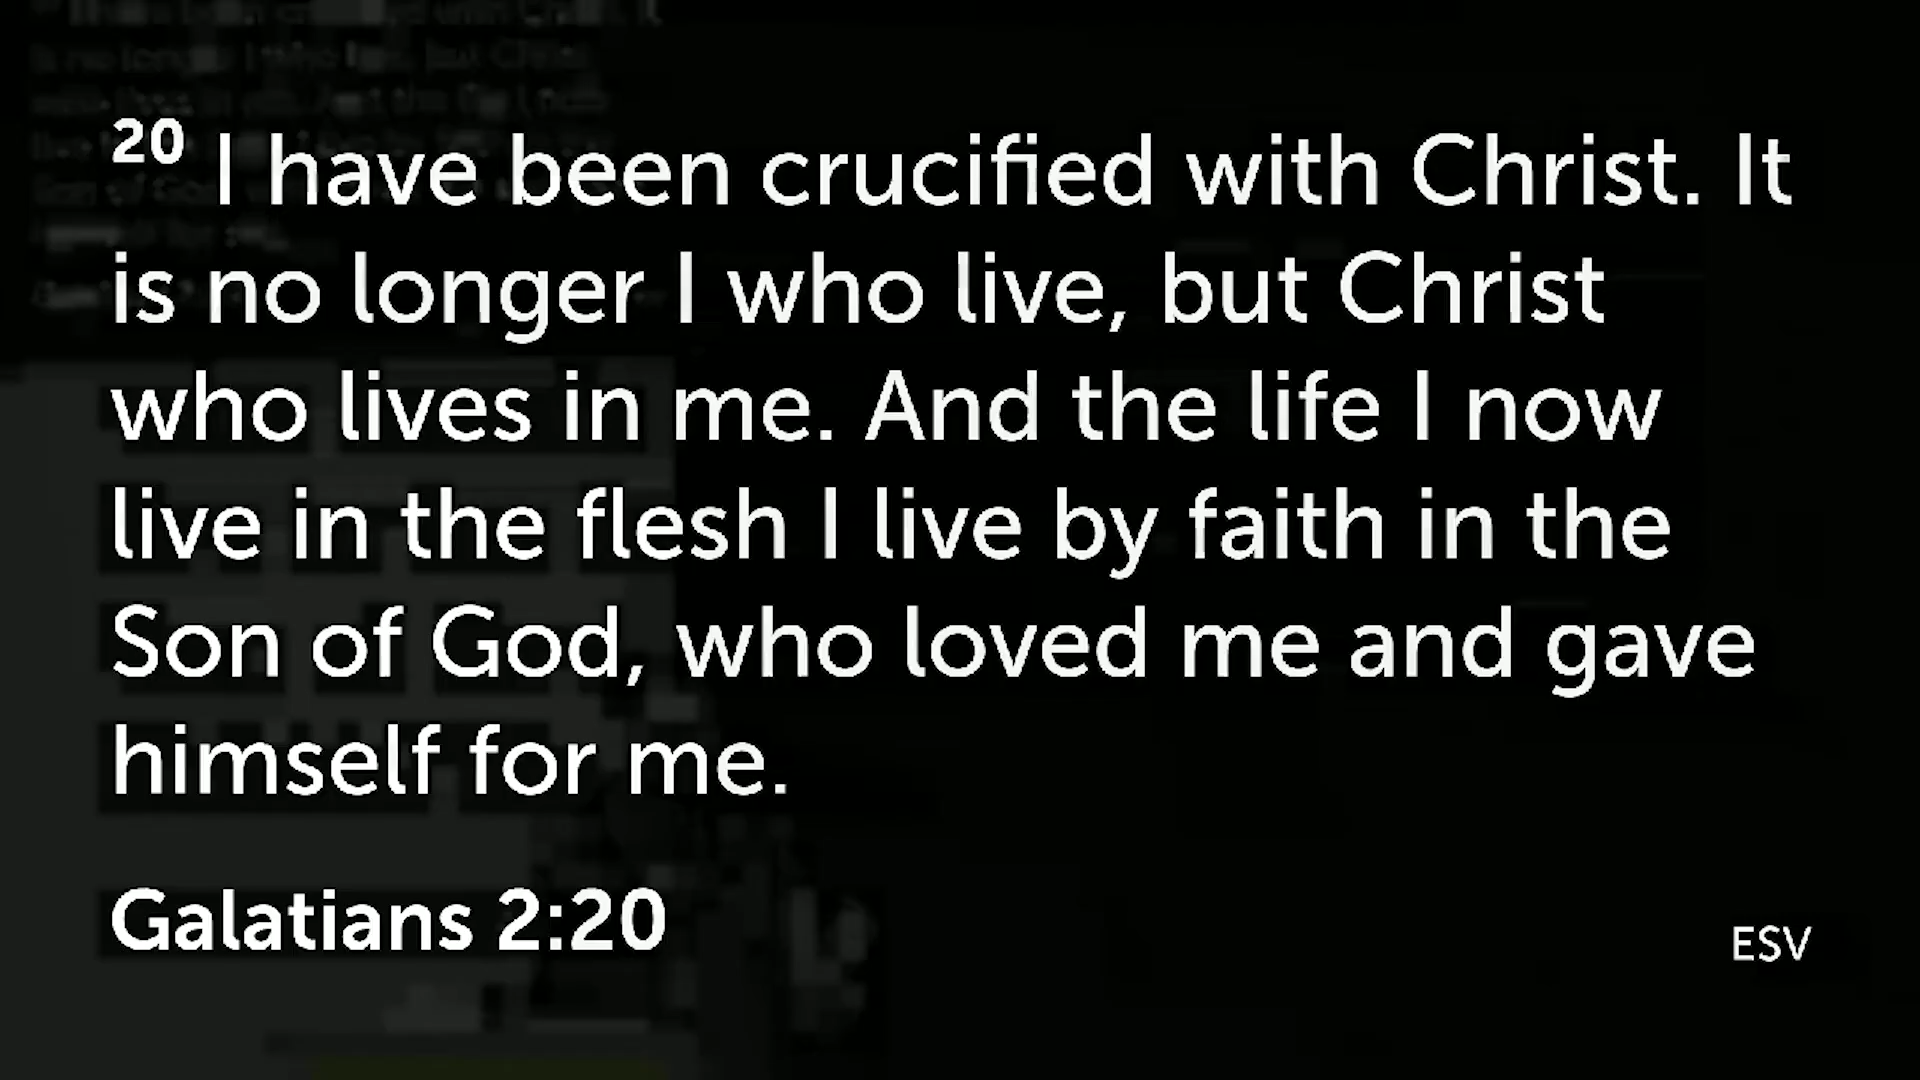 20 I have been crucified with Christ. It
is no longer I who live, but Christ
who lives in me. And the life I now
live in the flesh I live by faith in the
Son of God, who loved me and gave
himself for me.
Galatians 2:20
ESV